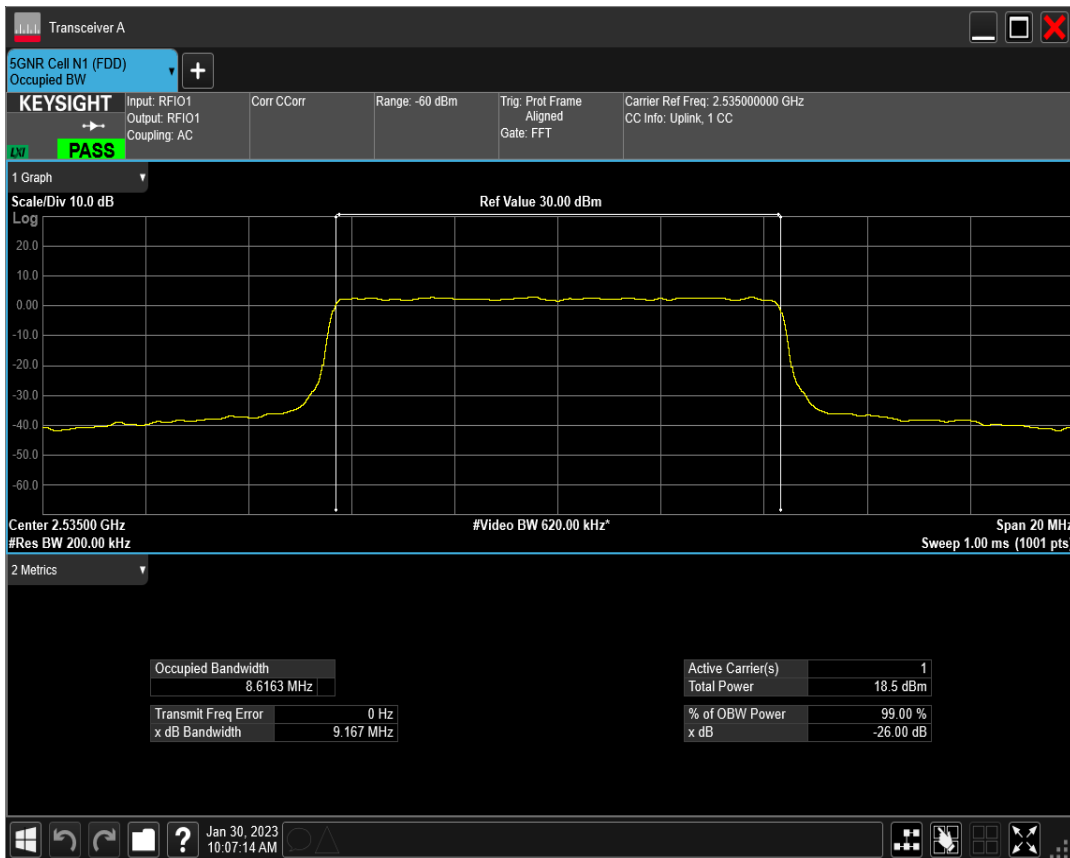 Transceiver A
5GNR Cell N1 (FDD)
Occupied BW
KEYSIGHT
LXI
PASS
Input: RFIO1
Output: RFIO1
Coupling: AC
Corr CCorr
Range: -60 dBm
Trig: Prot Frame
Aligned
Gate: FFT
Carrier Ref Freq: 2.535000000 GHz
CC Info: Uplink, 1 CC
1 Graph
Scale/Div 10.0 dB
Ref Value 30.00 dBm
Log
20.0
10.0
0.00
-10.0
-20.0
-30.0
-40.0
-50.0
-60.0
Center 2.53500 GHz
#Video BW 620.00 kHz*
Span 20 MHz
#Res BW 200.00 kHz
Sweep 1.00 ms (1001 pts)
2 Metrics
Occupied Bandwidth
8.6163 MHz
Transmit Freq Error 0 Hz
x dB Bandwidth 9.167 MHz
Active Carrier(s) 1
Total Power 18.5 dBm
% of OBW Power 99.00 %
x dB -26.00 dB
?
Jan 30, 2023
10:07:14 AM